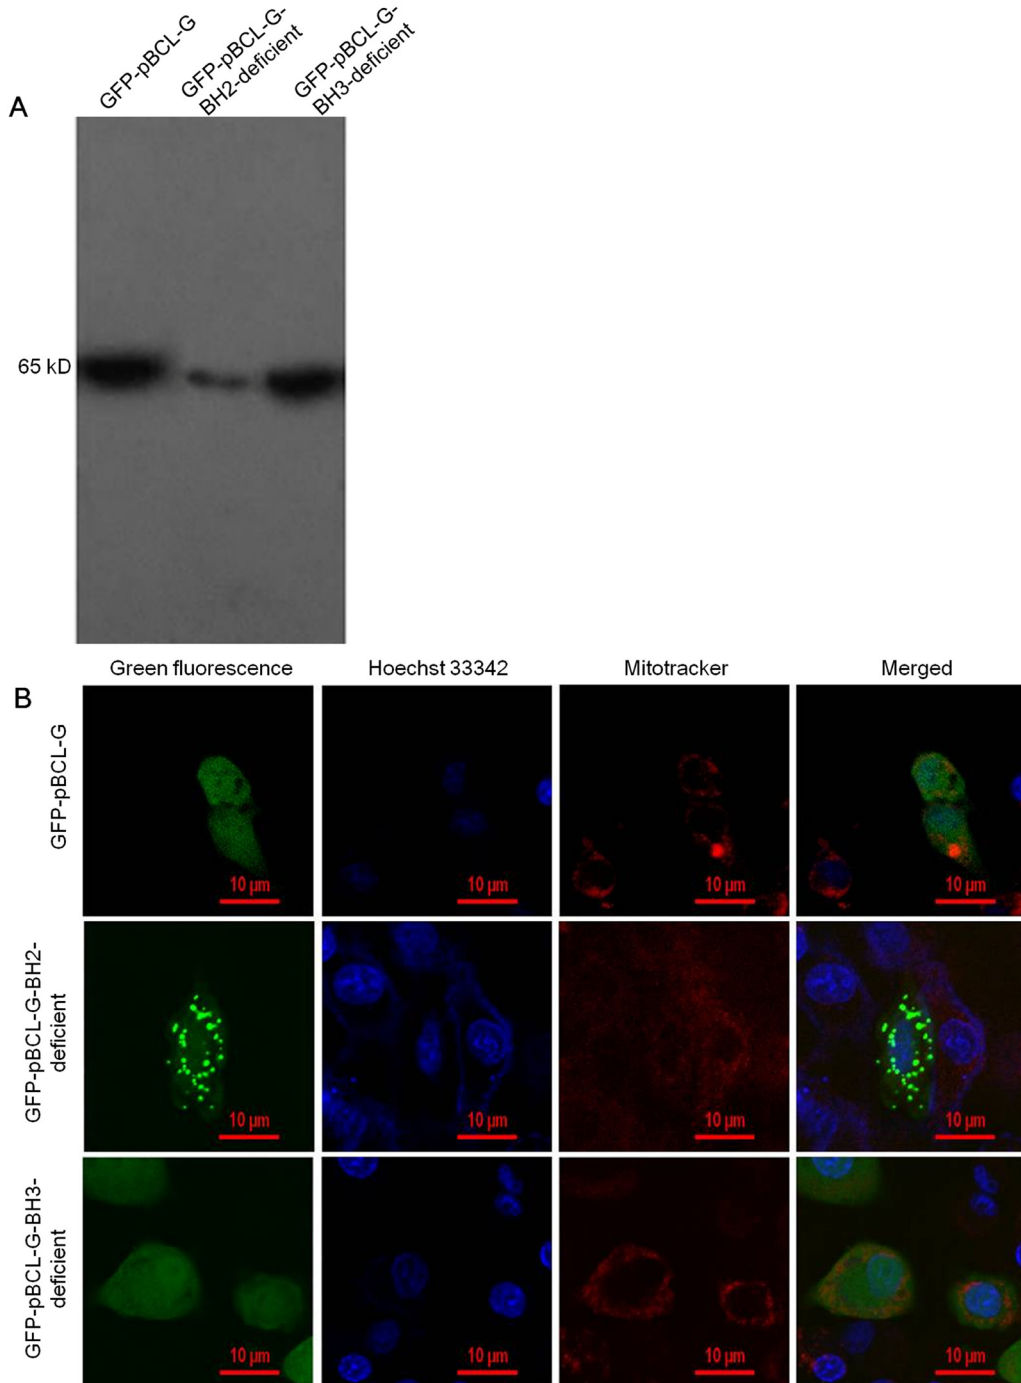 A
GFP-pBCL-G
GFP-pBCL-G-
BH2-deficient
GFP-pBCL-G-
BH3-deficient
65 kD
Green fluorescence
Hoechst 33342
Mitotracker
Merged
B
GFP-pBCL-G
10 µm
10 µm
10 µm
10 µm
GFP-pBCL-G-BH2-
deficient
10 µm
10 µm
10 µm
10 µm
GFP-pBCL-G-BH3-
deficient
10 µm
10 µm
10 µm
10 µm